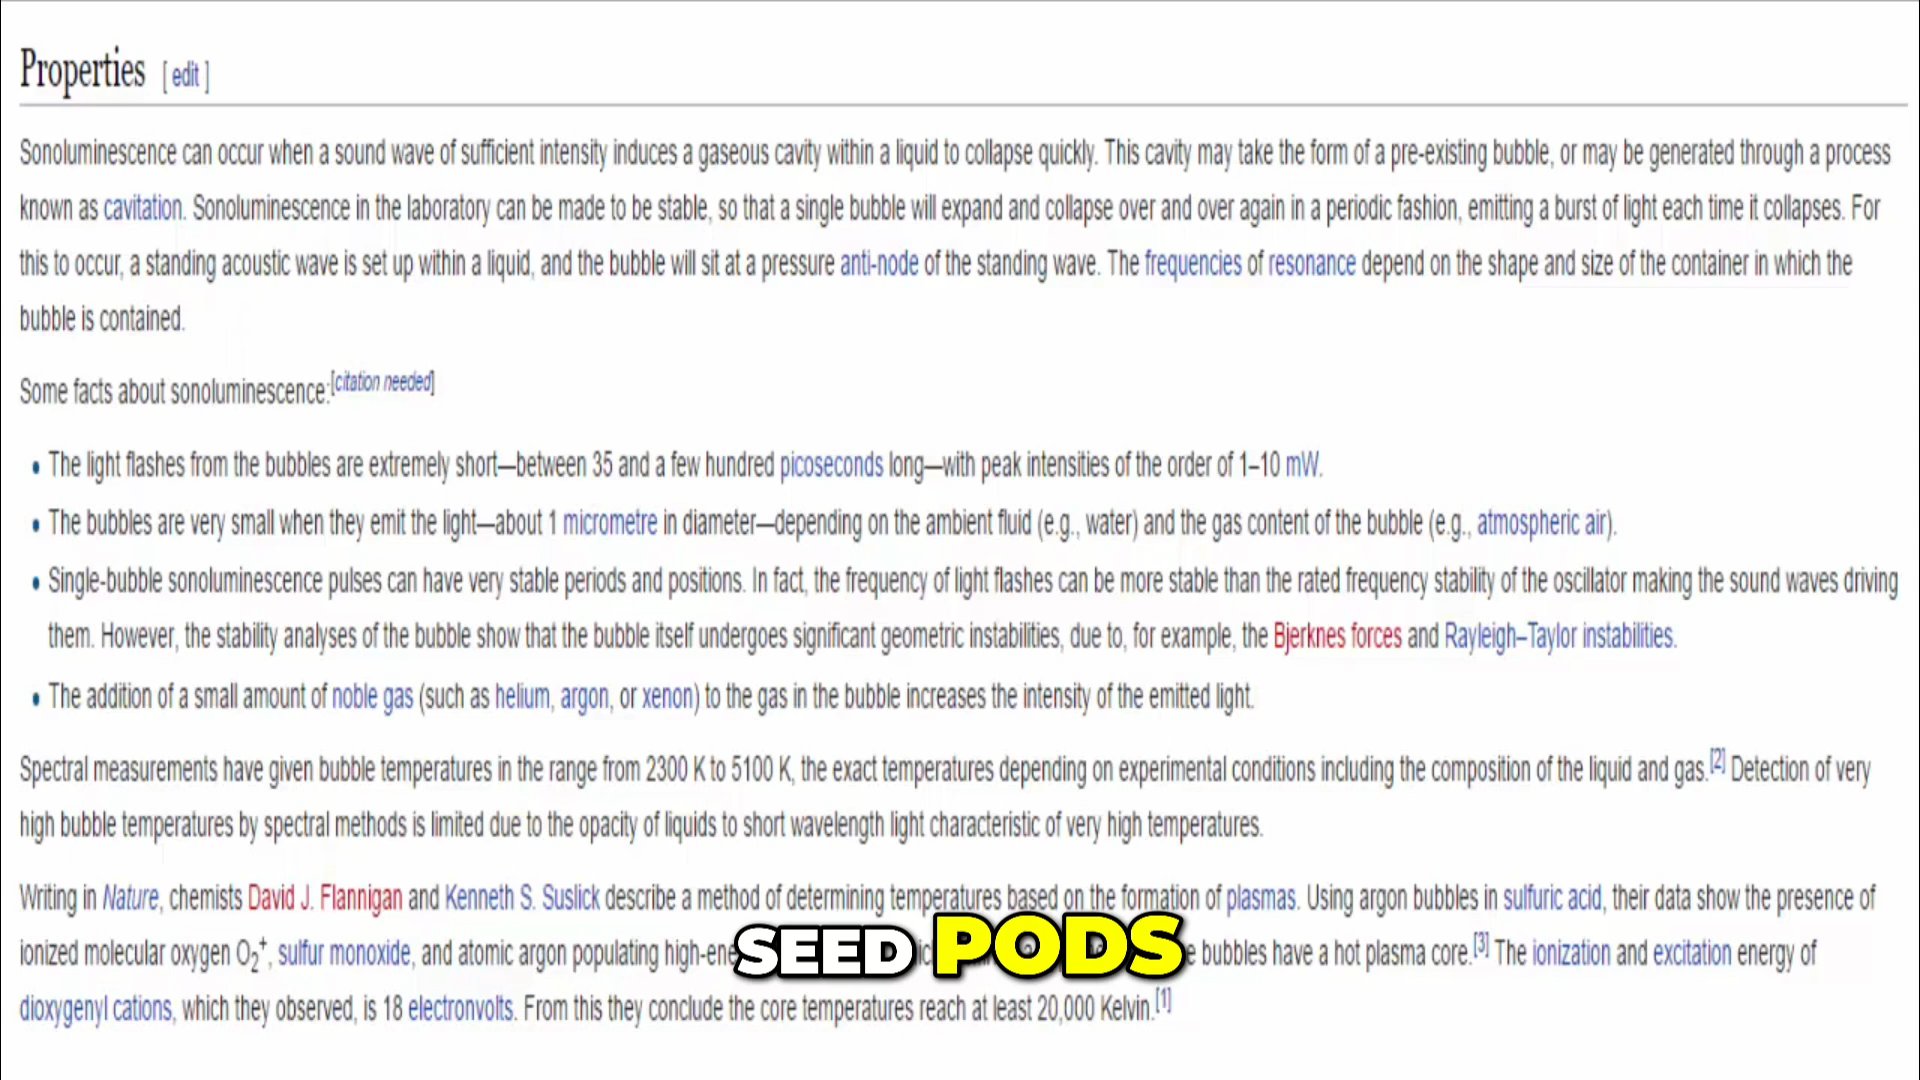 Properties [ edit ]
Sonoluminescence can occur when a sound wave of sufficient intensity induces a gaseous cavity within a liquid to collapse quickly. This cavity may take the form of a pre-existing bubble, or may be generated through a process
known as cavitation. Sonoluminescence in the laboratory can be made to be stable, so that a single bubble will expand and collapse over and over again in a periodic fashion, emitting a burst of light each time it collapses. For
this to occur, a standing acoustic wave is set up within a liquid, and the bubble will sit at a pressure anti-node of the standing wave. The frequencies of resonance depend on the shape and size of the container in which the
bubble is contained.
Some facts about sonoluminescence:[citation needed]
• The light flashes from the bubbles are extremely short—between 35 and a few hundred picoseconds long—with peak intensities of the order of 1–10 mW.
• The bubbles are very small when they emit the light—about 1 micrometre in diameter—depending on the ambient fluid (e.g., water) and the gas content of the bubble (e.g., atmospheric air).
• Single-bubble sonoluminescence pulses can have very stable periods and positions. In fact, the frequency of light flashes can be more stable than the rated frequency stability of the oscillator making the sound waves driving
them. However, the stability analyses of the bubble show that the bubble itself undergoes significant geometric instabilities, due to, for example, the Bjerknes forces and Rayleigh–Taylor instabilities.
• The addition of a small amount of noble gas (such as helium, argon, or xenon) to the gas in the bubble increases the intensity of the emitted light.
Spectral measurements have given bubble temperatures in the range from 2300 K to 5100 K, the exact temperatures depending on experimental conditions including the composition of the liquid and gas.[2] Detection of very
high bubble temperatures by spectral methods is limited due to the opacity of liquids to short wavelength light characteristic of very high temperatures.
Writing in Nature, chemists David J. Flannigan and Kenneth S. Suslick describe a method of determining temperatures based on the formation of plasmas. Using argon bubbles in sulfuric acid, their data show the presence of
ionized molecular oxygen O2+, sulfur monoxide, and atomic argon populating bubbles have a hot plasma core.[3] The ionization and excitation energy of
SEED PODS
dioxygenyl cations, which they observed, is 18 electronvolts. From this they conclude the core temperatures reach at least 20,000 Kelvin.[1]